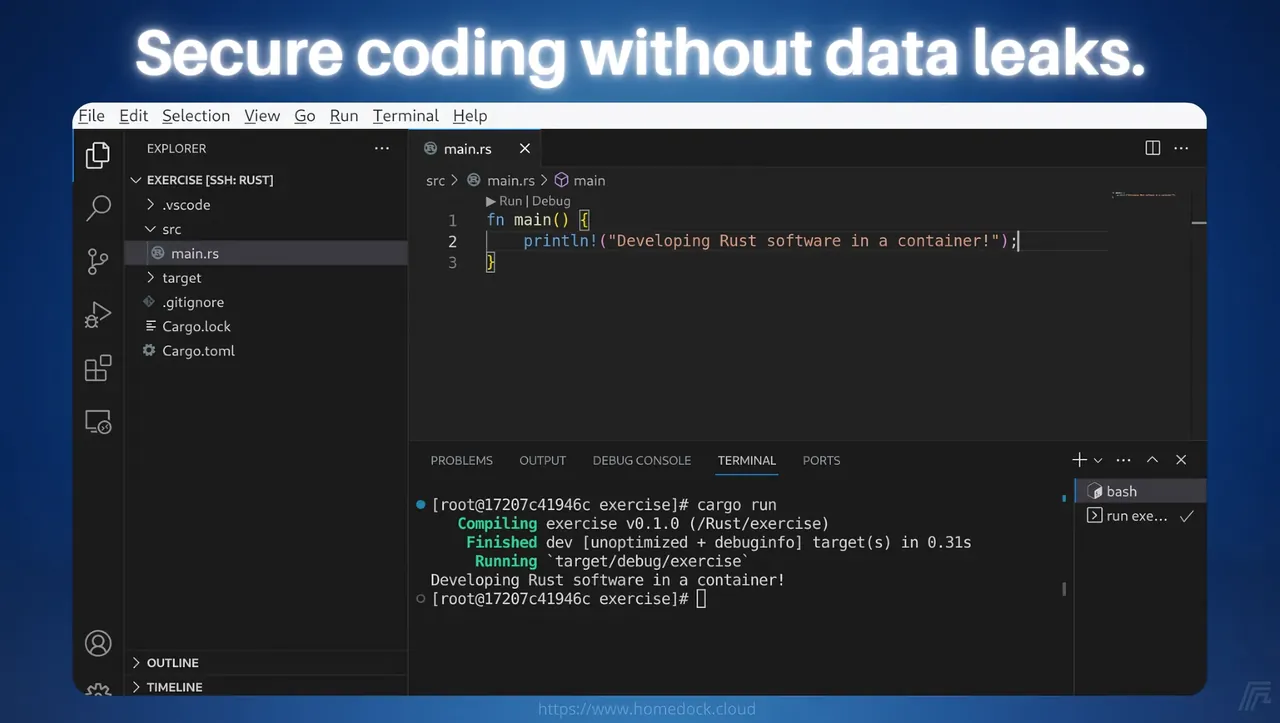 Secure coding without data leaks.
File Edit Selection View Go Run Terminal Help
EXPLORER ...
EXERCISE [SSH: RUST]
.vscode
src
main.rs
target
.gitignore
Cargo.lock
Cargo.toml
OUTLINE
TIMELINE
main.rs
src > main.rs > main
Run | Debug
1 fn main() {
2 println!("Developing Rust software in a container!");
3 }
PROBLEMS OUTPUT DEBUG CONSOLE TERMINAL PORTS
[root@17207c41946c exercise]# cargo run
Compiling exercise v0.1.0 (/Rust/exercise)
Finished dev [unoptimized + debuginfo] target(s) in 0.31s
Running `target/debug/exercise`
Developing Rust software in a container!
[root@17207c41946c exercise]#
bash
run exe...
https://www.homedock.cloud